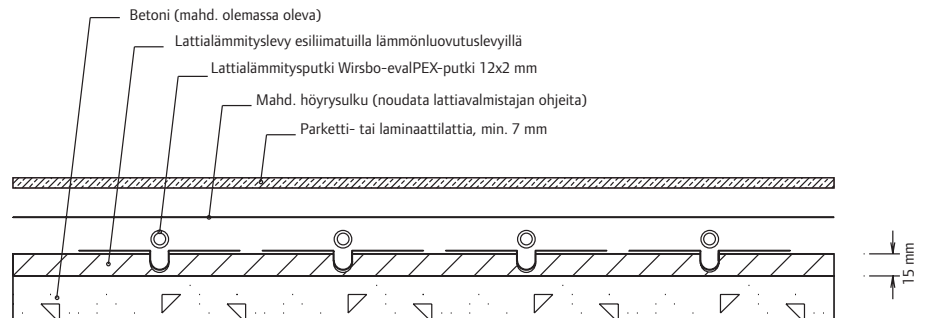 Betoni (mahd. olemassa oleva)
Lattialämmityslevy esiliimatuilla lämmönluovutuslevyillä
Lattialämmitysputki Wirsbo-evalPEX-putki 12x2 mm
Mahd. höyrysulku (noudata lattiavalmistajan ohjeita)
Parketti- tai laminaattilattia, min. 7 mm
15 mm